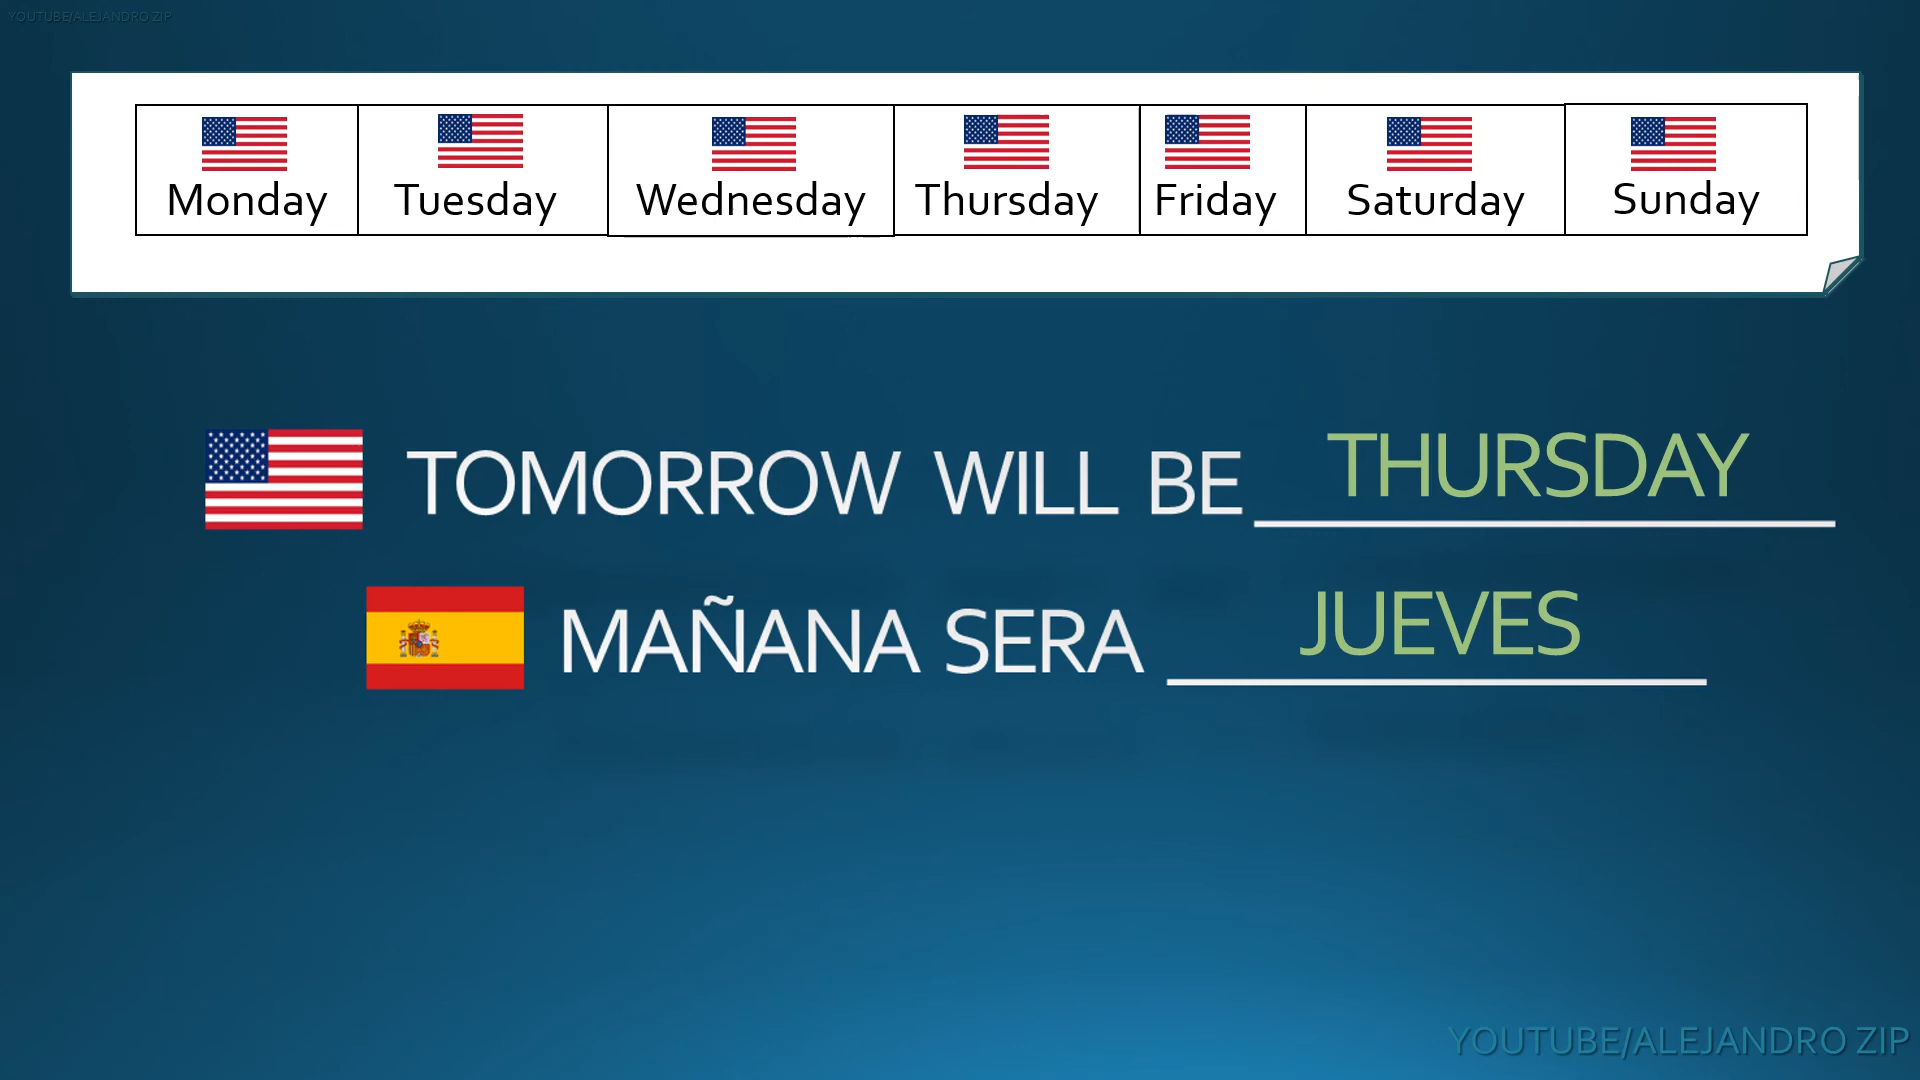 YOUTUBE/ALEJANDRO ZIP
Monday Tuesday Wednesday Thursday Friday Saturday Sunday
TOMORROW WILL BE THURSDAY
MAÑANA SERA JUEVES
YOUTUBE/ALEJANDRO ZIP